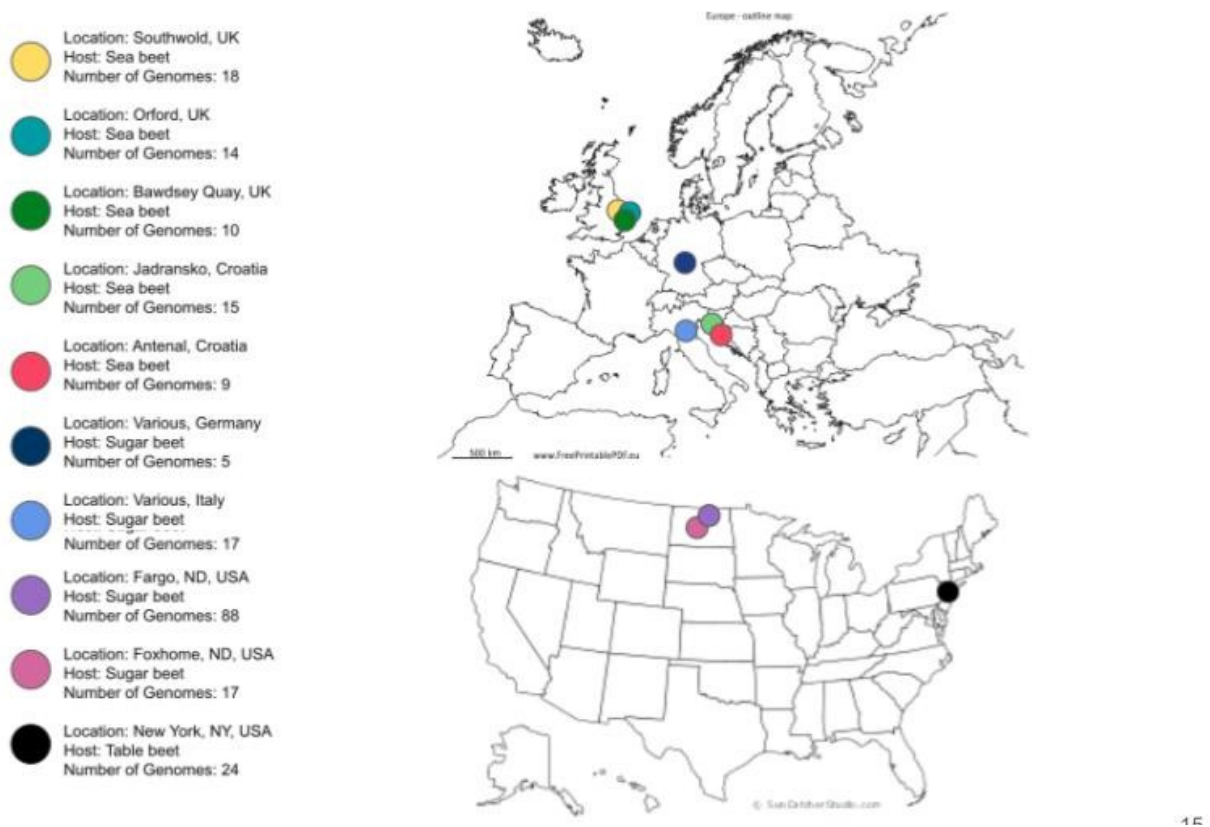 Location: Southwold, UK
Host: Sea beet
Number of Genomes: 18
Location: Orford, UK
Host: Sea beet
Number of Genomes: 14
Location: Bawdsey Quay, UK
Host: Sea beet
Number of Genomes: 10
Location: Jadransko, Croatia
Host: Sea beet
Number of Genomes: 15
Location: Antenal, Croatia
Host: Sea beet
Number of Genomes: 9
Location: Various, Germany
Host: Sugar beet
Number of Genomes: 5
Location: Various, Italy
Host: Sugar beet
Number of Genomes: 17
Location: Fargo, ND, USA
Host: Sugar beet
Number of Genomes: 88
Location: Foxhome, ND, USA
Host: Sugar beet
Number of Genomes: 17
Location: New York, NY, USA
Host: Table beet
Number of Genomes: 24
Europe - outline map
500 km
www.FreePrintablePDF.eu
© SunCatcherStudio.com
15